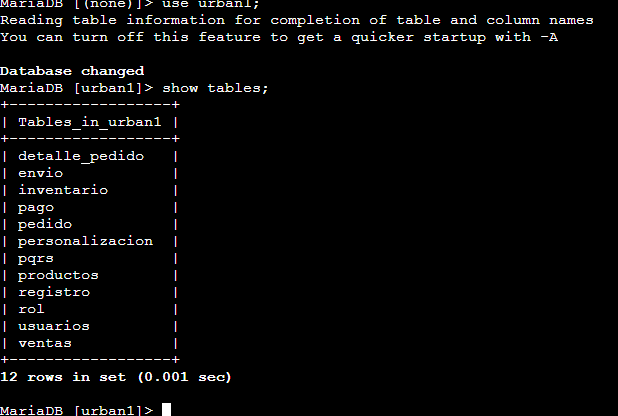 MariaDB [(none)]> use urban1;
Reading table information for completion of table and column names
You can turn off this feature to get a quicker startup with -A

Database changed
MariaDB [urban1]> show tables;
+------------------+
| Tables_in_urban1 |
+------------------+
| detalle_pedido   |
| envio            |
| inventario       |
| pago             |
| pedido           |
| personalizacion  |
| pqrs             |
| productos        |
| registro         |
| rol              |
| usuarios         |
| ventas           |
+------------------+
12 rows in set (0.001 sec)

MariaDB [urban1]>